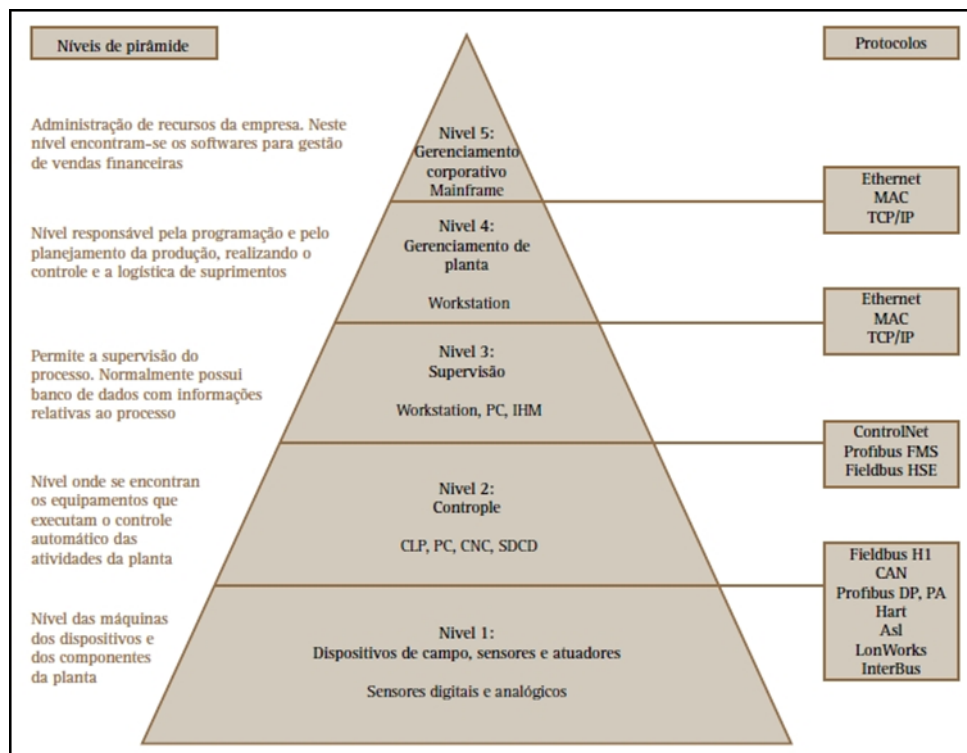 Níveis de pirâmide
Protocolos
Administração de recursos da empresa. Neste
nível encontram-se os softwares para gestão
de vendas financeiras
Nivel 5:
Gerenciamento
corporativo
Mainframe
Ethernet
MAC
TCP/IP
Nível responsável pela programação e pelo
planejamento da produção, realizando o
controle e a logística de suprimentos
Nivel 4:
Gerenciamento de
planta
Workstation
Ethernet
MAC
TCP/IP
Permite a supervisão do
processo. Normalmente possui
banco de dados com informações
relativas ao processo
Nivel 3:
Supervisão
Workstation, PC, IHM
ControlNet
Profibus FMS
Fieldbus HSE
Nível onde se encontran
os equipamentos que
executam o controle
automático das
atividades da planta
Nivel 2:
Controple
CLP, PC, CNC, SDCD
Fieldbus H1
CAN
Profibus DP, PA
Hart
AsI
LonWorks
InterBus
Nível das máquinas
dos dispositivos e
dos componentes
da planta
Nivel 1:
Dispositivos de campo, sensores e atuadores
Sensores digitais e analógicos